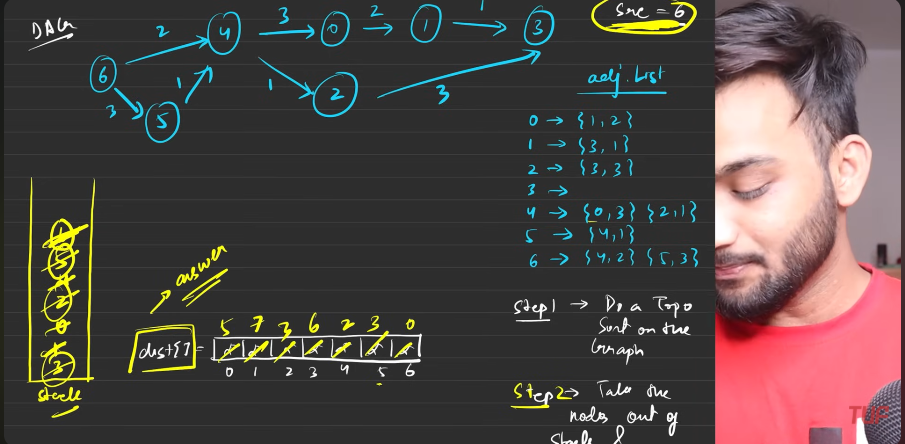 DAG
src = 6
6 4 0 1 3 5 2
2 3 2 1
3 1 1 3
adj. List
0 → {1, 2}
1 → {3, 1}
2 → {3, 3}
3 →
4 → {0, 3} {2, 1}
5 → {4, 1}
6 → {4, 2} {5, 3}
Step1 → Do a Topo
Sort on the
Graph
Step2 → Take the
nodes out of
Stack &
answer
5 7 3 6 2 3 0
dist[] =
0 1 2 3 4 5 6
stack
TUF